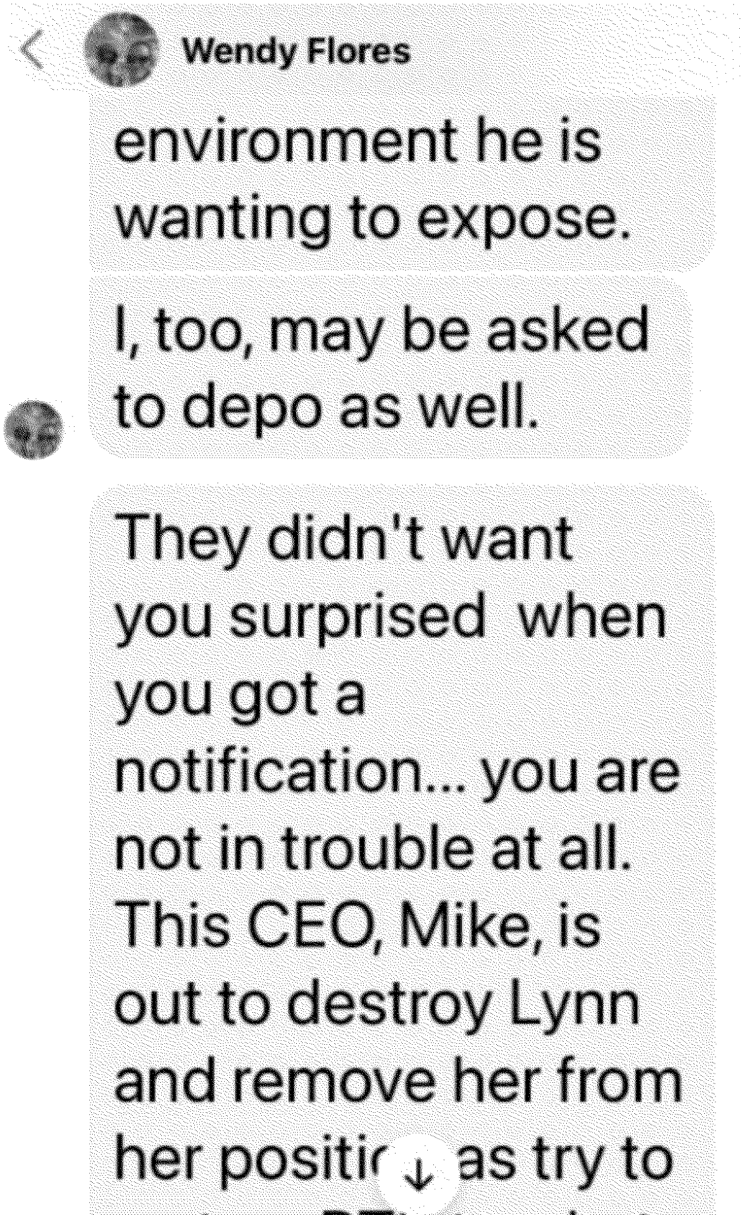 Wendy Flores
environment he is
wanting to expose.
I, too, may be asked
to depo as well.
They didn't want
you surprised  when
you got a
notification... you are
not in trouble at all.
This CEO, Mike, is
out to destroy Lynn
and remove her from
her as try to